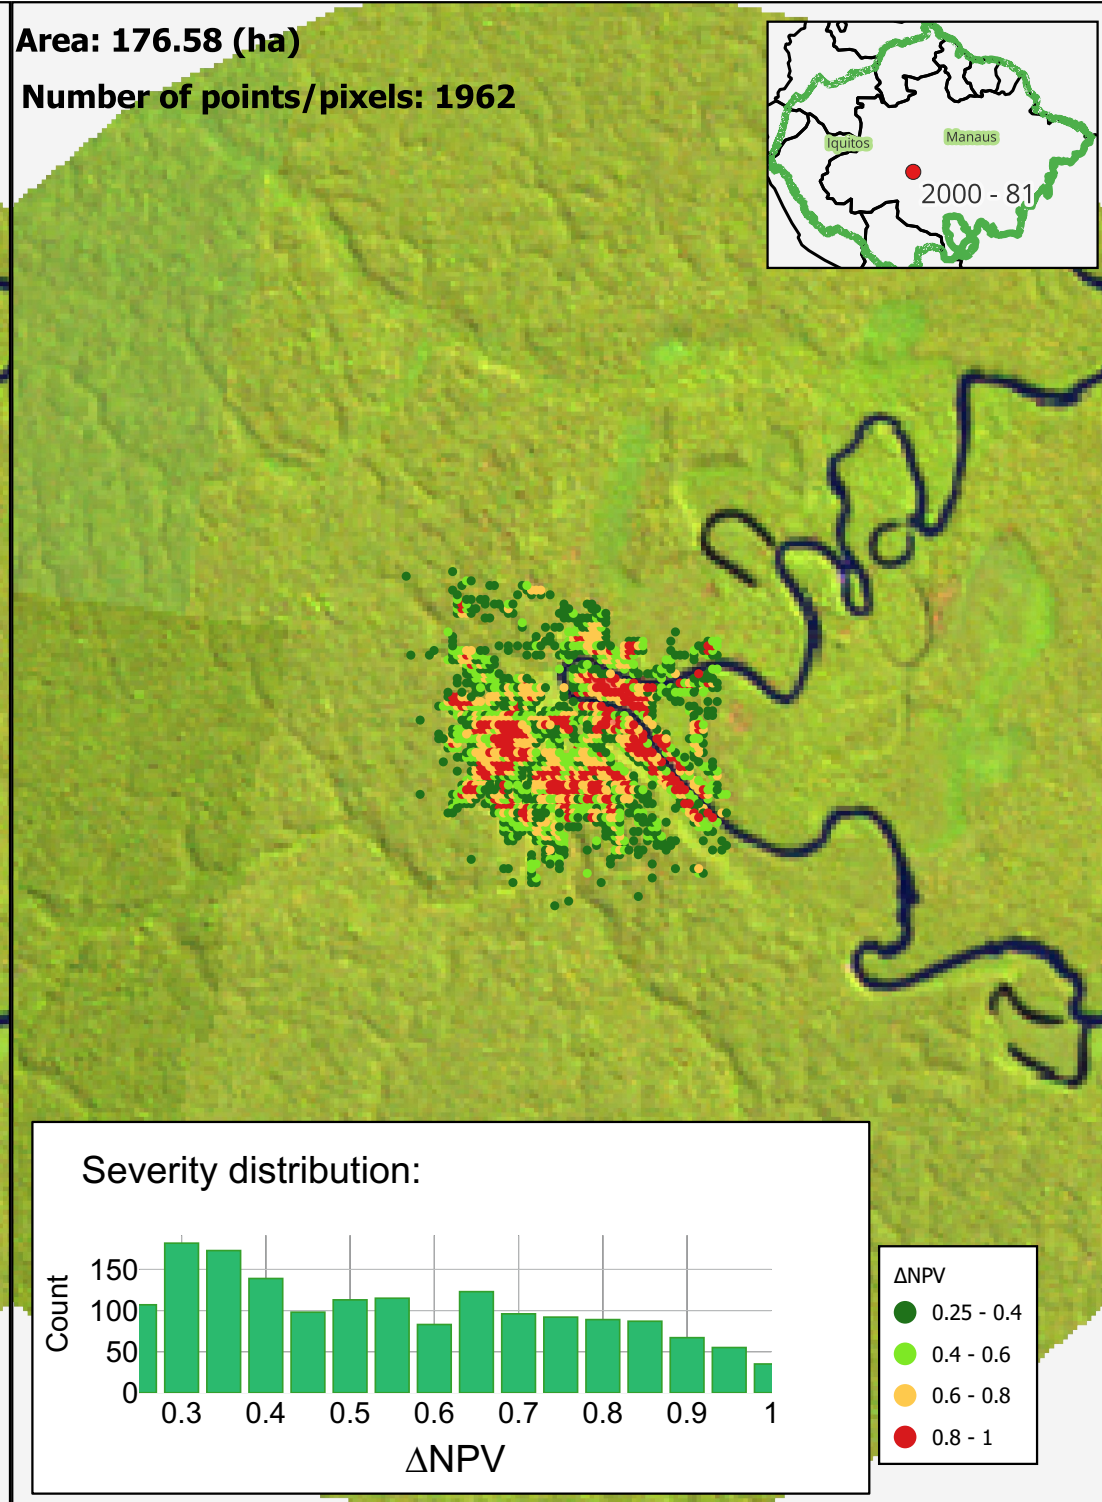 Area: 176.58 (ha)
Number of points/pixels: 1962
Iquitos
Manaus
2000 - 81
Severity distribution:
Count
150
100
50
0
0.3 0.4 0.5 0.6 0.7 0.8 0.9 1
ΔNPV
ΔNPV
0.25 - 0.4
0.4 - 0.6
0.6 - 0.8
0.8 - 1